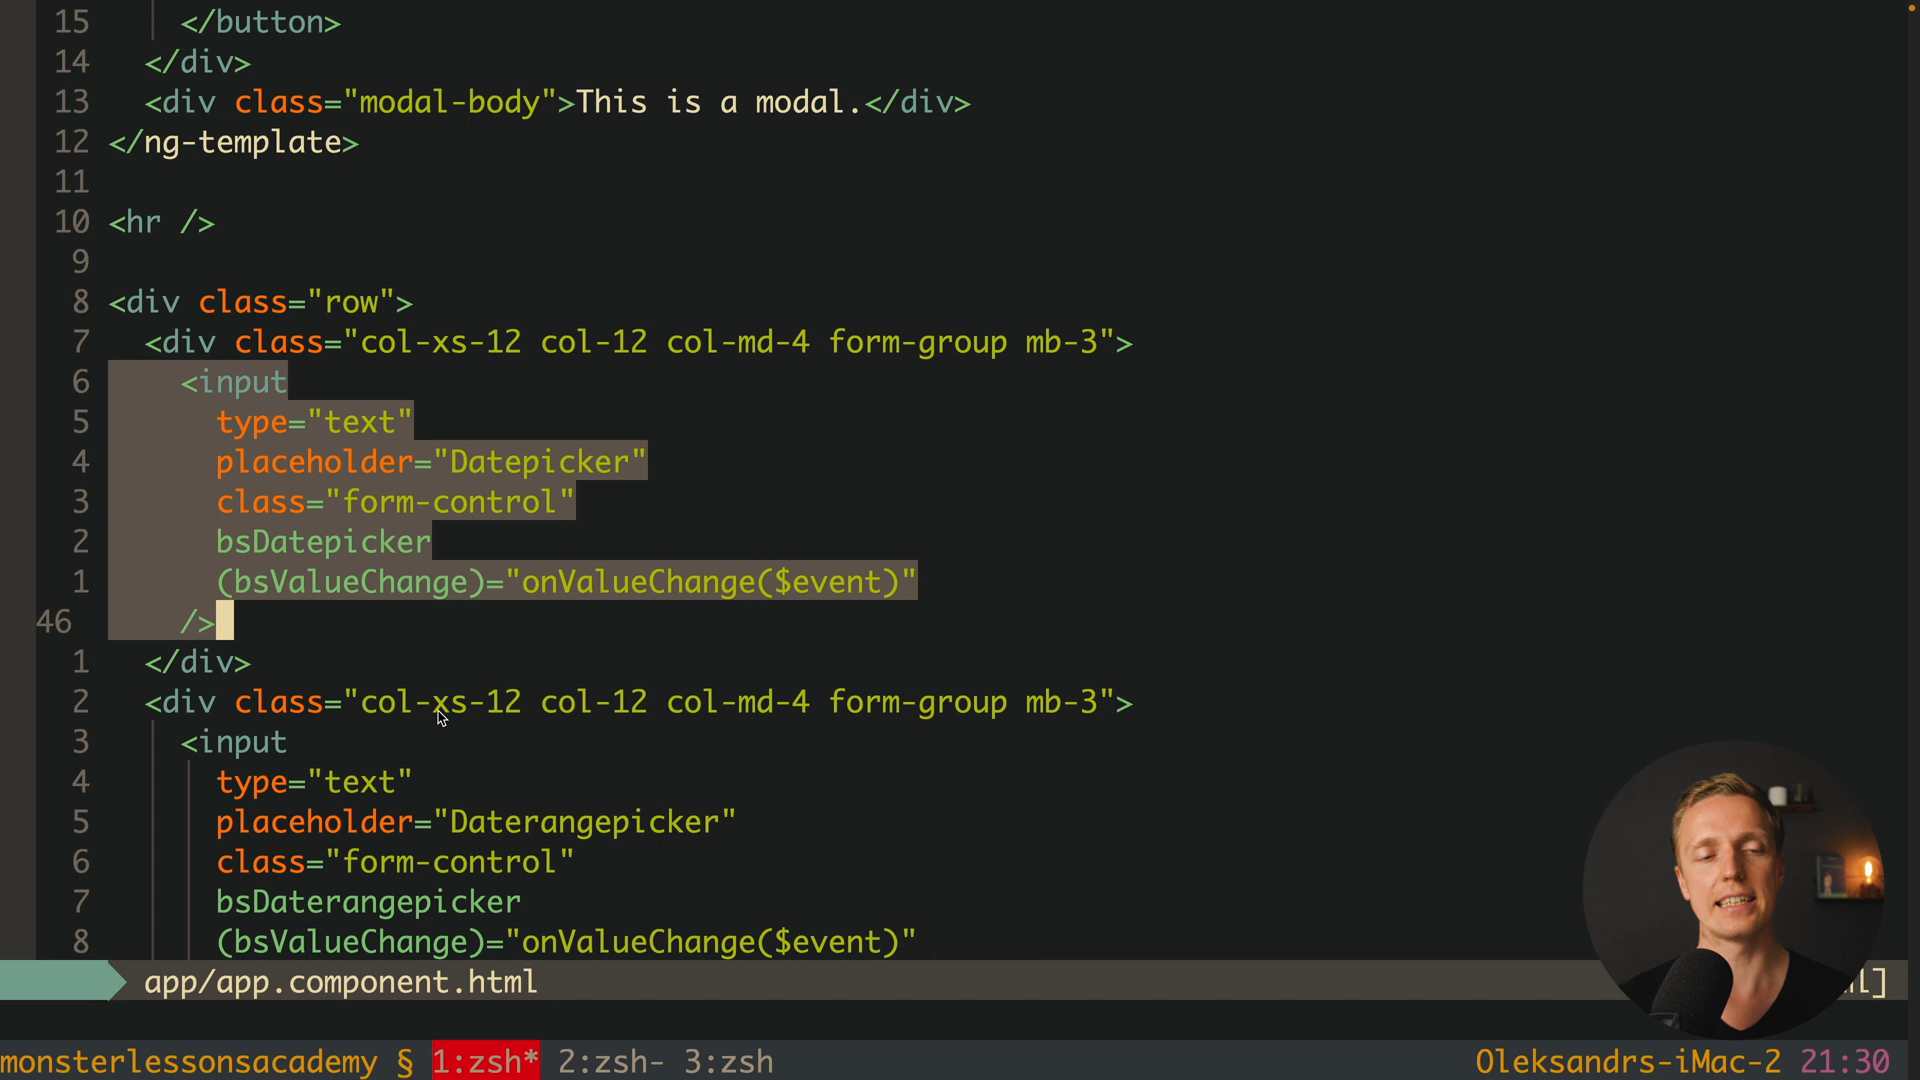 15 </button>
14 </div>
13 <div class="modal-body">This is a modal.</div>
12 </ng-template>
11
10 <hr />
9
8 <div class="row">
7 <div class="col-xs-12 col-12 col-md-4 form-group mb-3">
6 <input
5 type="text"
4 placeholder="Datepicker"
3 class="form-control"
2 bsDatepicker
1 (bsValueChange)="onValueChange($event)"
46 />
1 </div>
2 <div class="col-xs-12 col-12 col-md-4 form-group mb-3">
3 <input
4 type="text"
5 placeholder="Daterangepicker"
6 class="form-control"
7 bsDaterangepicker
8 (bsValueChange)="onValueChange($event)"
app/app.component.html
monsterlessonsacademy § 1:zsh* 2:zsh- 3:zsh Oleksandrs-iMac-2 21:30